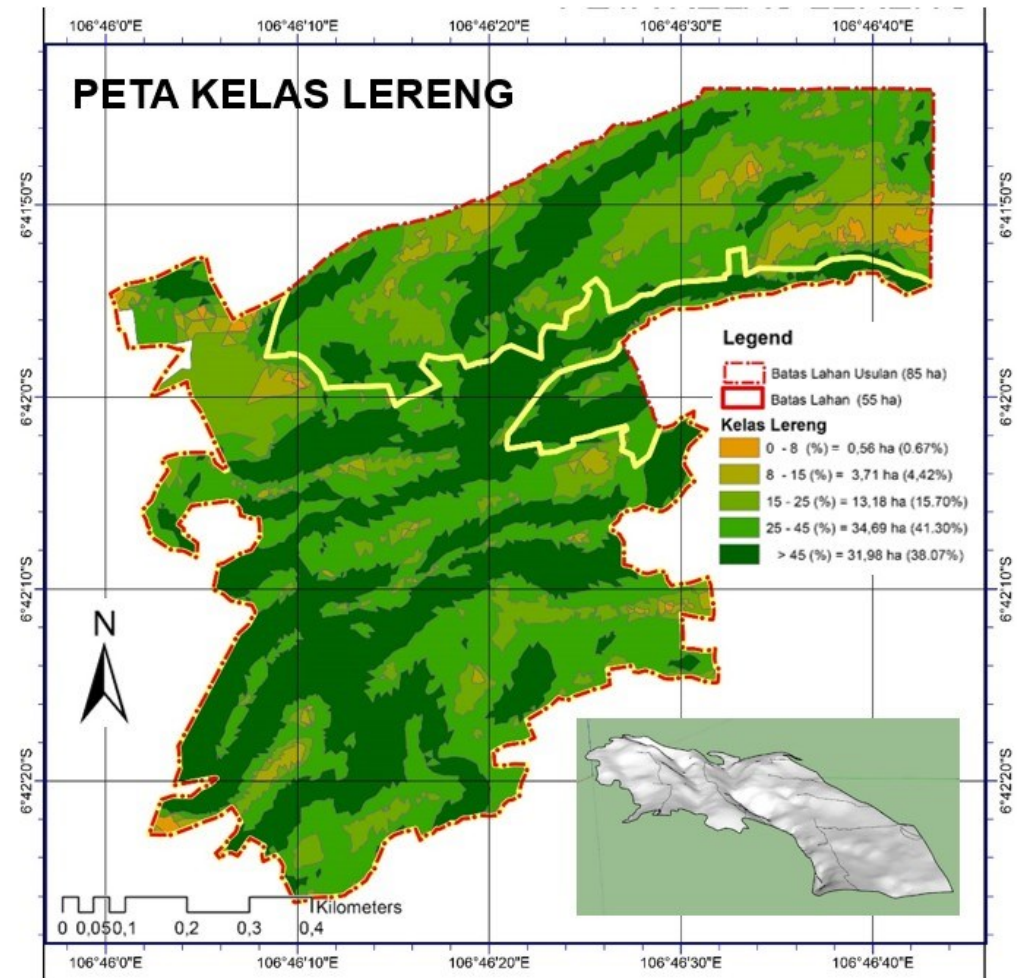 106°46'0"E 106°46'10"E 106°46'20"E 106°46'30"E 106°46'40"E
PETA KELAS LERENG
6°41'50"S 6°41'50"S
Legend
Batas Lahan Usulan (85 ha)
Batas Lahan (55 ha)
6°42'0"S 6°42'0"S
Kelas Lereng
0 - 8 (%) = 0,56 ha (0.67%)
8 - 15 (%) = 3,71 ha (4,42%)
15 - 25 (%) = 13,18 ha (15.70%)
25 - 45 (%) = 34,69 ha (41.30%)
> 45 (%) = 31,98 ha (38.07%)
6°42'10"S 6°42'10"S
N
6°42'20"S 6°42'20"S
Kilometers
0 0,05 0,1 0,2 0,3 0,4
106°46'0"E 106°46'10"E 106°46'20"E 106°46'30"E 106°46'40"E